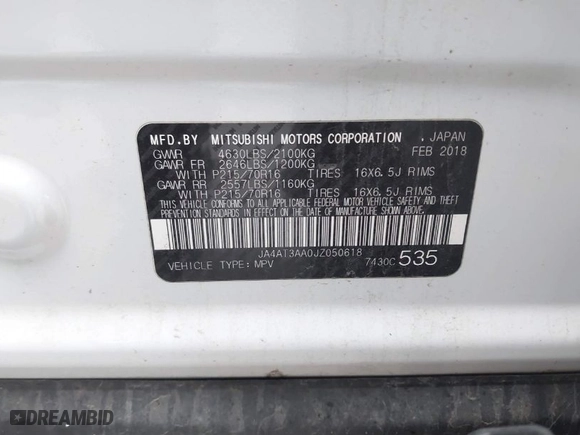 MFD.BY MITSUBISHI MOTORS CORPORATION , JAPAN
GVWR 4630LBS/2100KG FEB 2018
GAWR FR 2646LBS/1200KG
WITH P215/70R16 TIRES 16X6.5J RIMS
GAWR RR 2557LBS/1160KG
WITH P215/70R16 TIRES 16X6.5J RIMS
THIS VEHICLE CONFORMS TO ALL APPLICABLE FEDERAL MOTOR VEHICLE SAFETY AND THEFT
PREVENTION STANDARDS IN EFFECT ON THE DATE OF MANUFACTURE SHOWN ABOVE.
JA4AT3AA0JZ050618
VEHICLE TYPE: MPV 7430C 535
DREAMBID